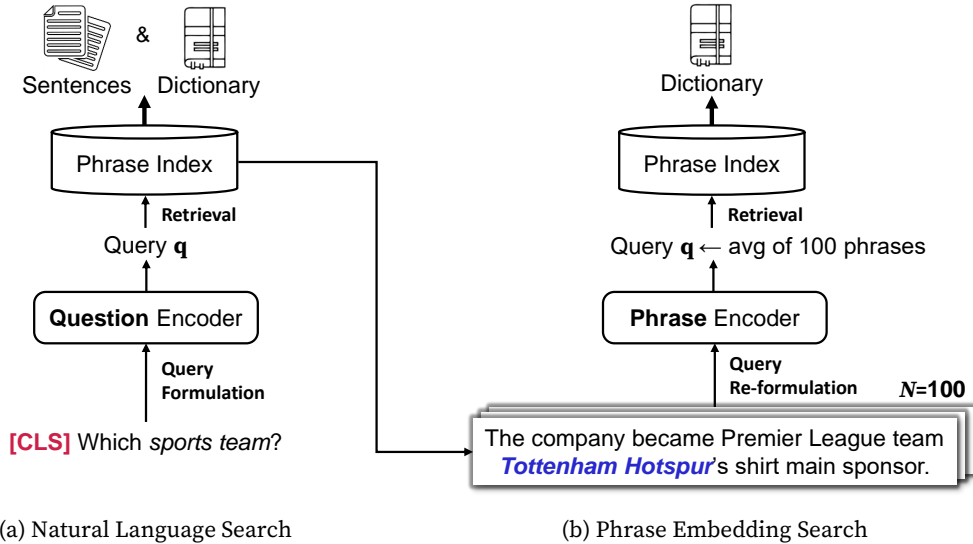 &
Sentences Dictionary
Phrase Index
Retrieval
Query q
Question Encoder
Query
Formulation
[CLS] Which sports team?
(a) Natural Language Search
Dictionary
Phrase Index
Retrieval
Query q ← avg of 100 phrases
Phrase Encoder
Query
Re-formulation
N=100
The company became Premier League team
Tottenham Hotspur's shirt main sponsor.
(b) Phrase Embedding Search